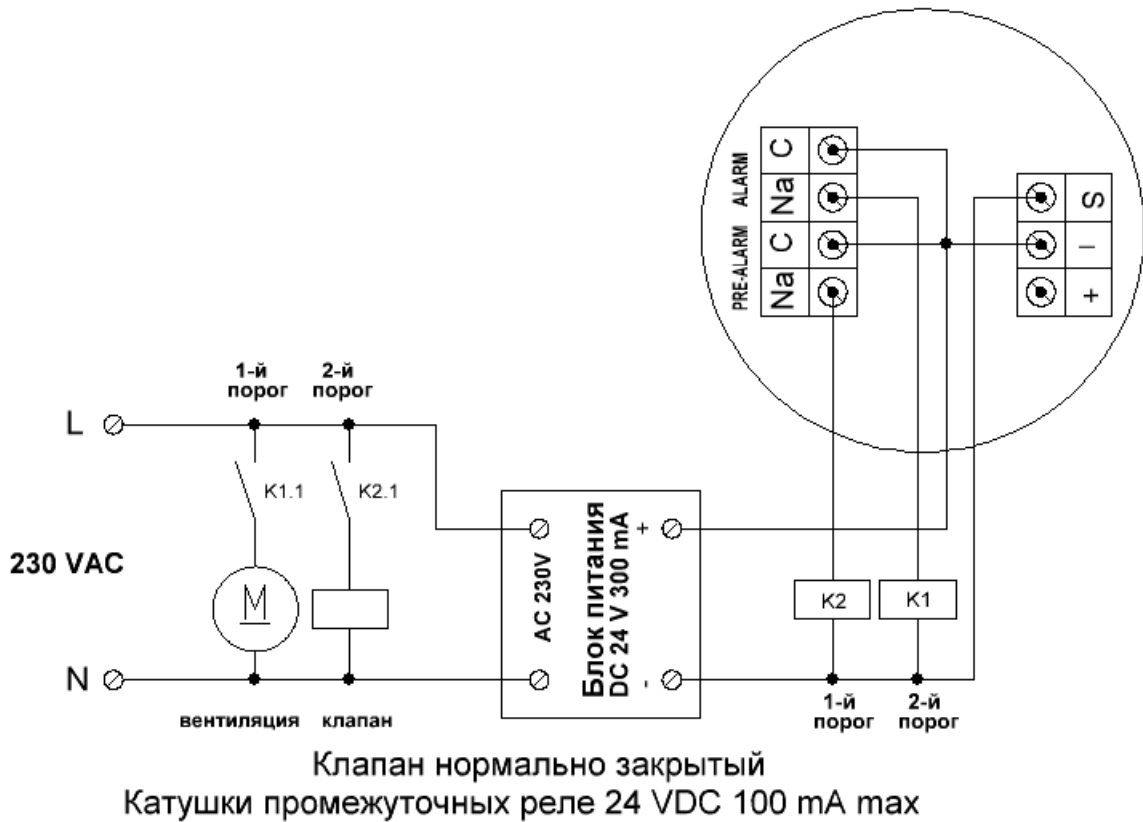 C
Na
C
Na
ALARM
PRE-ALARM
S
–
+
1-й
порог
2-й
порог
L
K1.1
K2.1
230 VAC
M
N
AC 230V
Блок питания
DC 24 V 300 mA
+
-
K2
K1
1-й
порог
2-й
порог
вентиляция
клапан
Клапан нормально закрытый
Катушки промежуточных реле 24 VDC 100 mA max